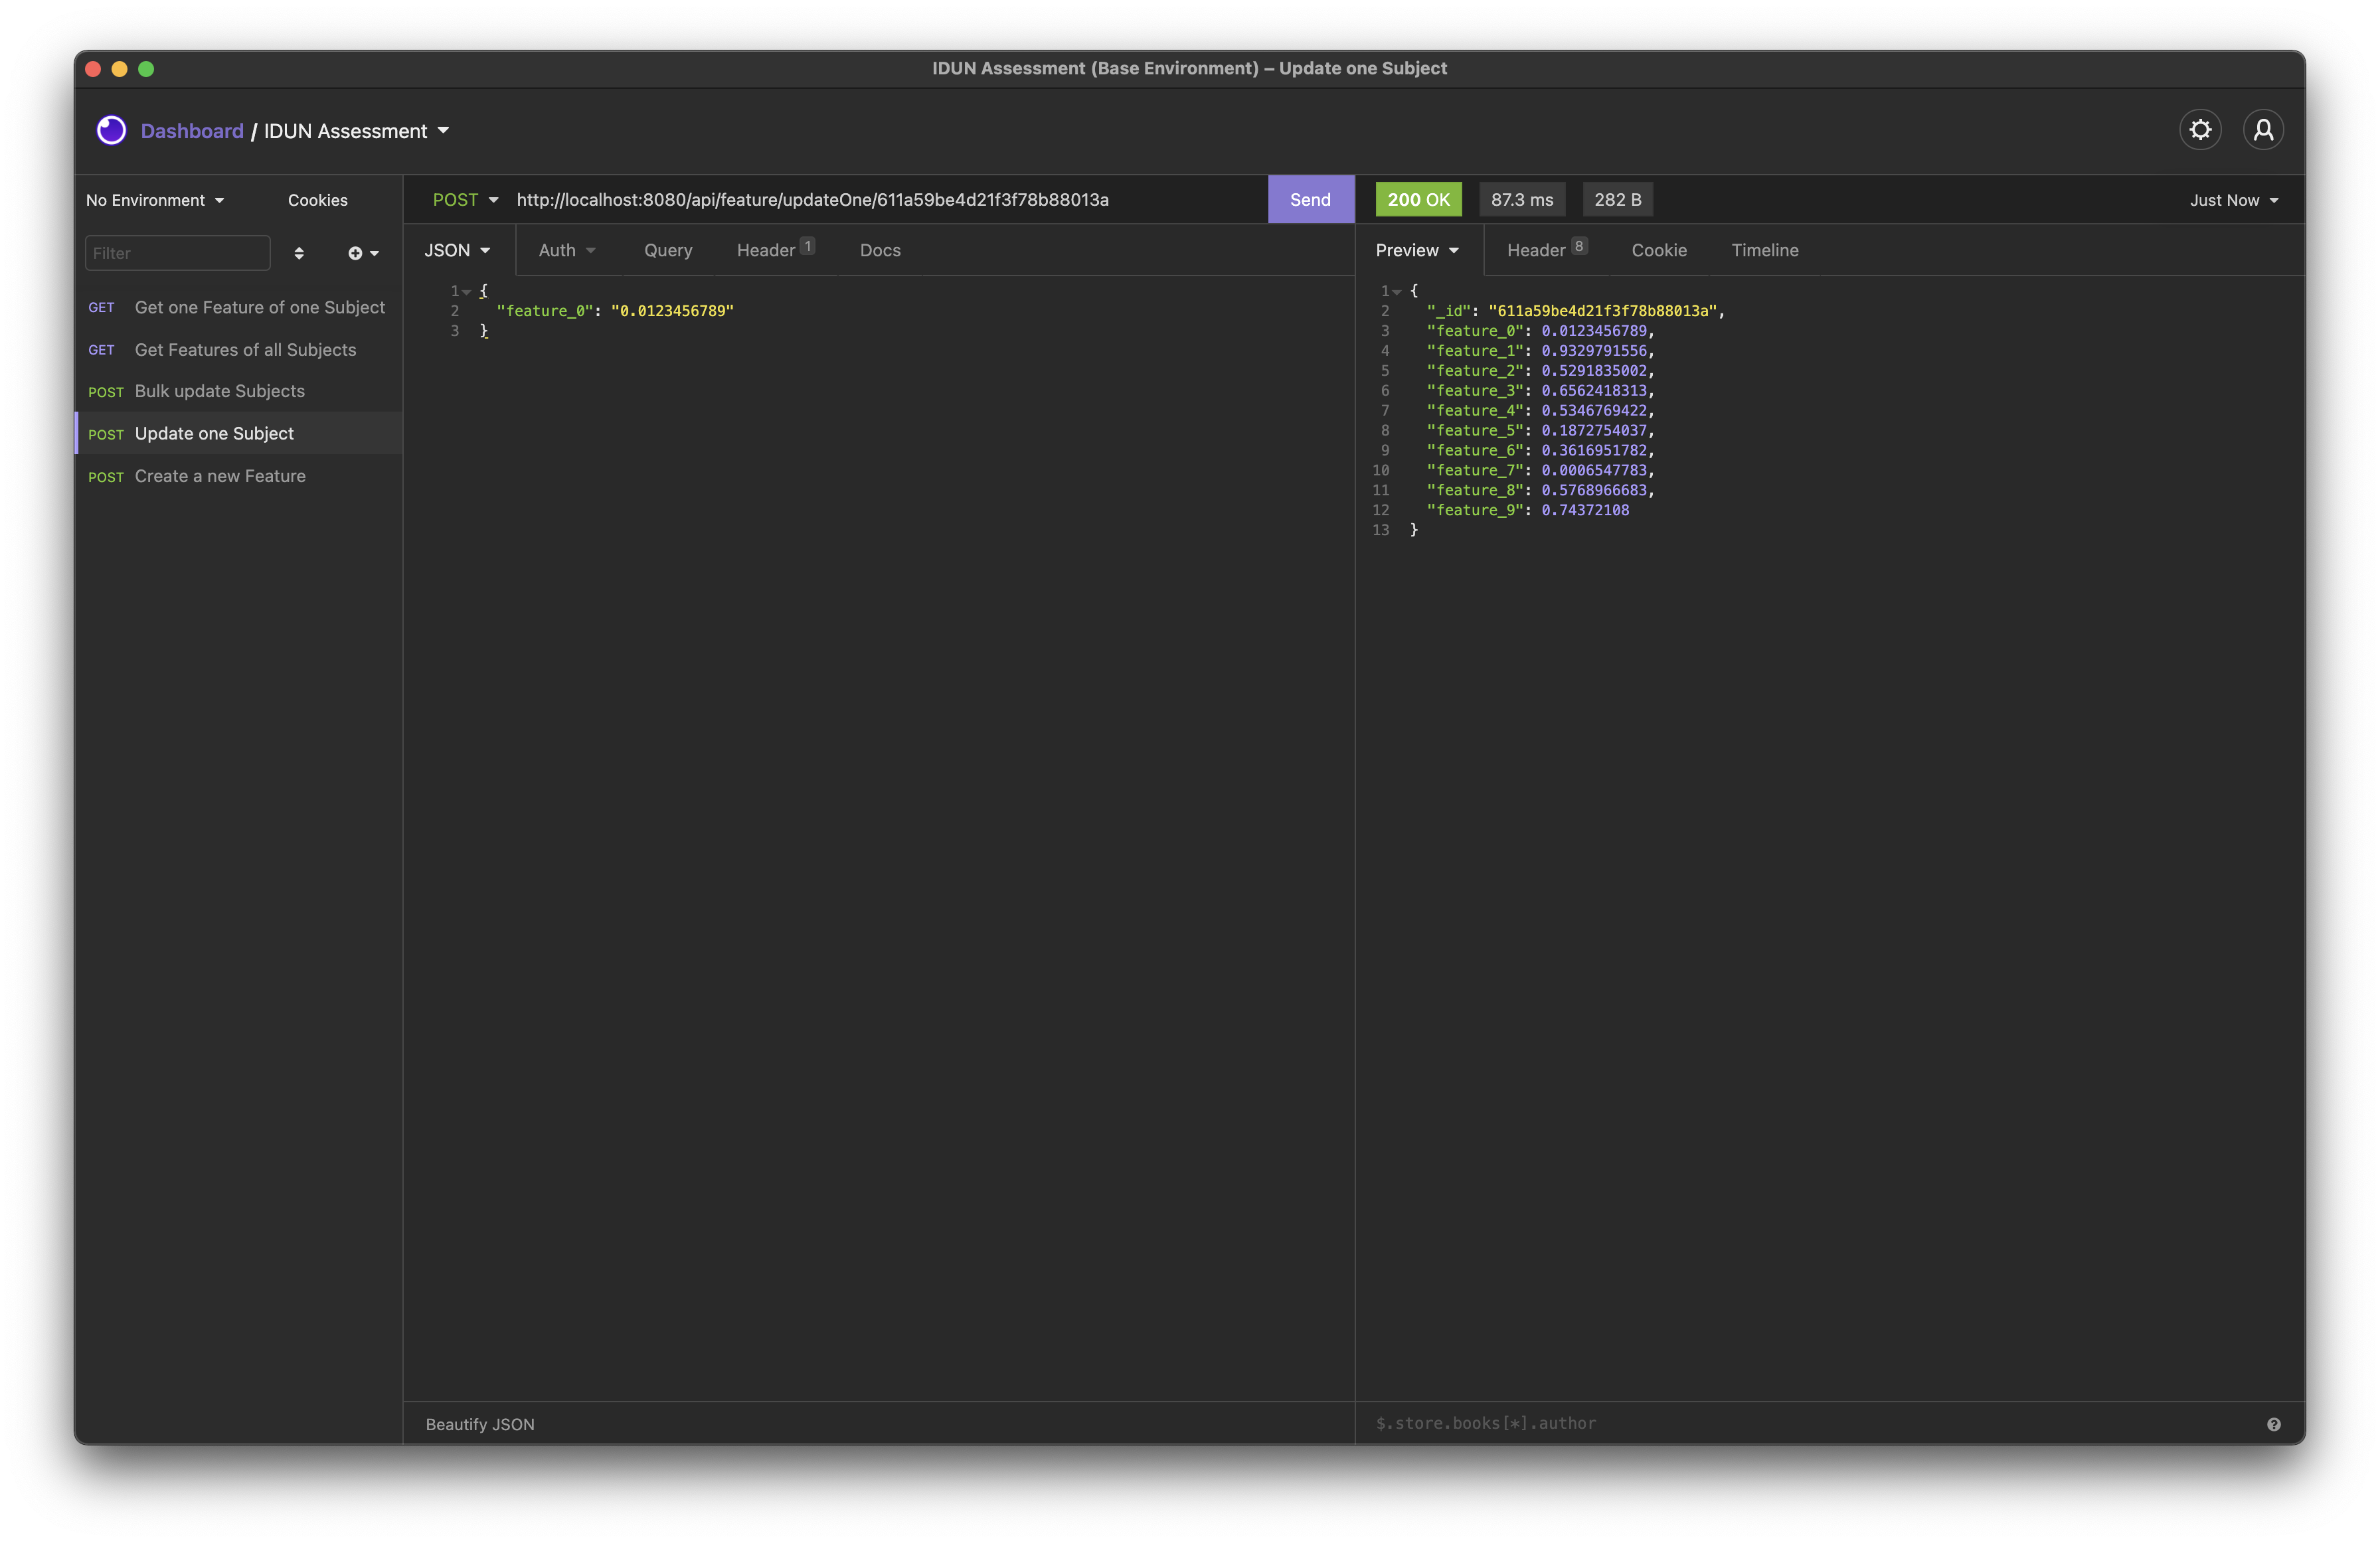 IDUN Assessment (Base Environment) – Update one Subject
Dashboard / IDUN Assessment
No Environment Cookies
Filter
GET Get one Feature of one Subject
GET Get Features of all Subjects
POST Bulk update Subjects
POST Update one Subject
POST Create a new Feature
POST http://localhost:8080/api/feature/updateOne/611a59be4d21f3f78b88013a Send
JSON Auth Query Header 1 Docs
1 {
2 "feature_0": "0.0123456789"
3 }
Beautify JSON
200 OK 87.3 ms 282 B Just Now
Preview Header 8 Cookie Timeline
1 {
2 "_id": "611a59be4d21f3f78b88013a",
3 "feature_0": 0.0123456789,
4 "feature_1": 0.9329791556,
5 "feature_2": 0.5291835002,
6 "feature_3": 0.6562418313,
7 "feature_4": 0.5346769422,
8 "feature_5": 0.1872754037,
9 "feature_6": 0.3616951782,
10 "feature_7": 0.0006547783,
11 "feature_8": 0.5768966683,
12 "feature_9": 0.74372108
13 }
$.store.books[*].author